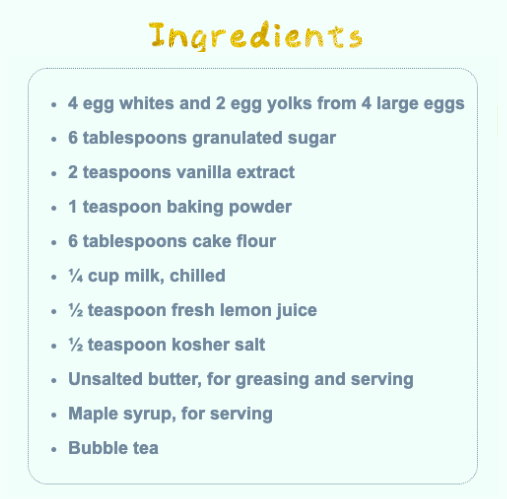 Ingredients
4 egg whites and 2 egg yolks from 4 large eggs
6 tablespoons granulated sugar
2 teaspoons vanilla extract
1 teaspoon baking powder
6 tablespoons cake flour
¼ cup milk, chilled
½ teaspoon fresh lemon juice
½ teaspoon kosher salt
Unsalted butter, for greasing and serving
Maple syrup, for serving
Bubble tea